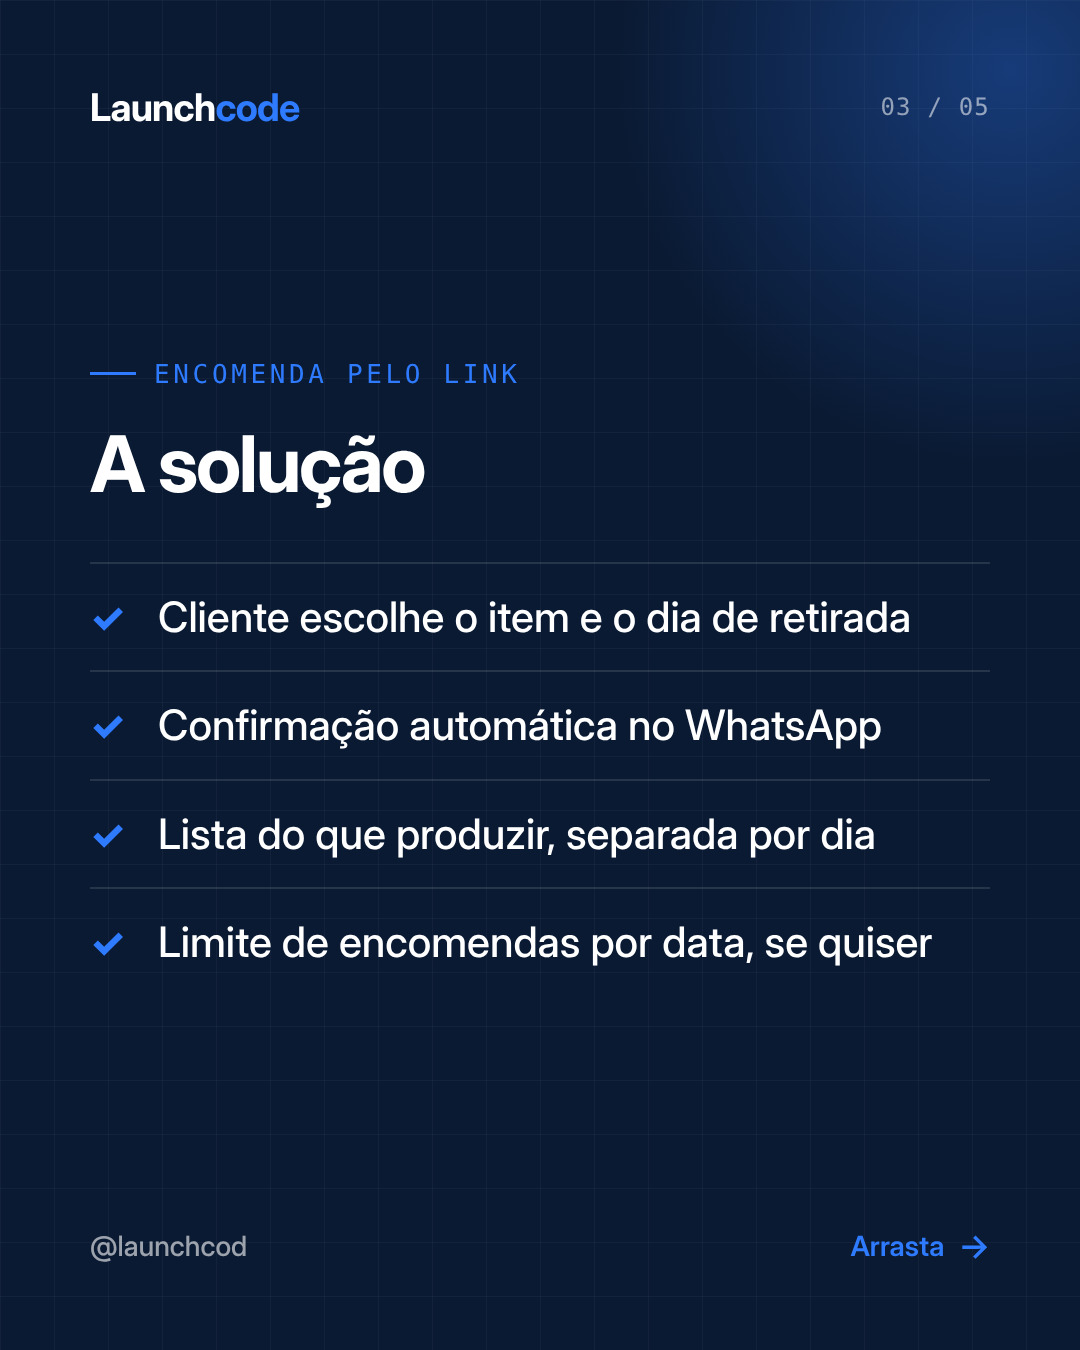 Launchcode
03 / 05
ENCOMENDA PELO LINK
A solução
Cliente escolhe o item e o dia de retirada
Confirmação automática no WhatsApp
Lista do que produzir, separada por dia
Limite de encomendas por data, se quiser
@launchcod
Arrasta →